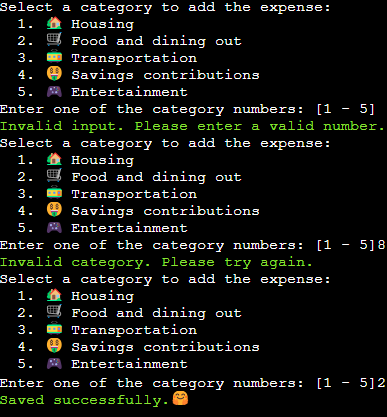 Select a category to add the expense:
1. 🏠 Housing
2. 🛒 Food and dining out
3. 🚋 Transportation
4. 🤑 Savings contributions
5. 🎮 Entertainment
Enter one of the category numbers: [1 - 5]
Invalid input. Please enter a valid number.
Select a category to add the expense:
1. 🏠 Housing
2. 🛒 Food and dining out
3. 🚋 Transportation
4. 🤑 Savings contributions
5. 🎮 Entertainment
Enter one of the category numbers: [1 - 5]8
Invalid category. Please try again.
Select a category to add the expense:
1. 🏠 Housing
2. 🛒 Food and dining out
3. 🚋 Transportation
4. 🤑 Savings contributions
5. 🎮 Entertainment
Enter one of the category numbers: [1 - 5]2
Saved successfully.🤗